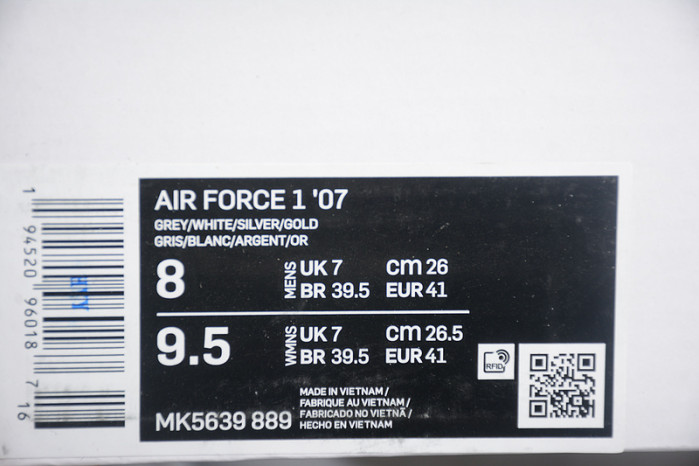 AIR FORCE 1 '07
GREY/WHITE/SILVER/GOLD
GRIS/BLANC/ARGENT/OR
8 MENS UK 7 cm 26
BR 39.5 EUR 41
9.5 WMNS UK 7 cm 26.5
BR 39.5 EUR 41
RFID
MADE IN VIETNAM /
FABRIQUE AU VIETNAM /
FABRICADO NO VIETNÃ /
HECHO EN VIETNAM
MK5639 889
1 94520 96018 7 16